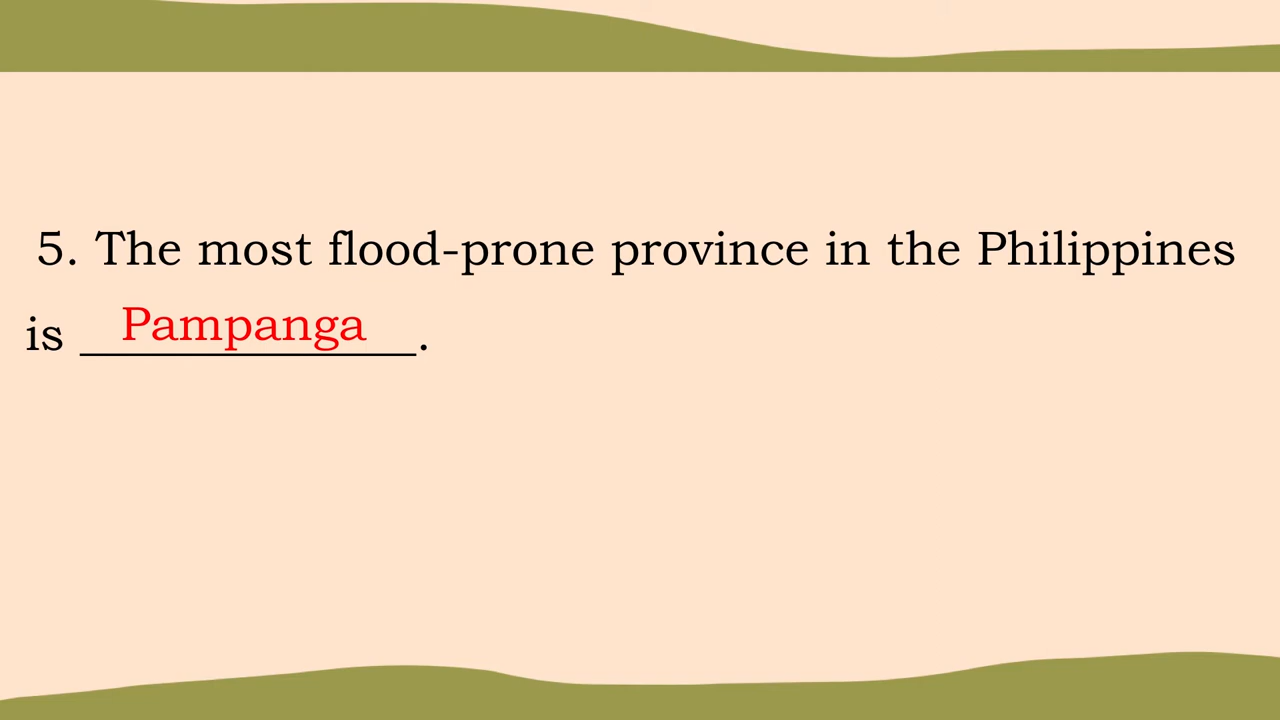 5. The most flood-prone province in the Philippines
is Pampanga.